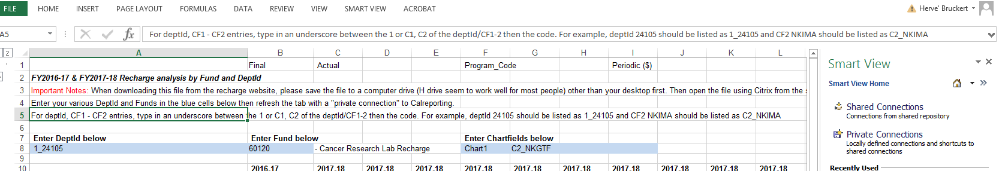 FILE HOME INSERT PAGE LAYOUT FORMULAS DATA REVIEW VIEW SMART VIEW ACROBAT Herve' Bruckert
A5 For deptId, CF1 - CF2 entries, type in an underscore between the 1 or C1, C2 of the deptId/CF1-2 then the code. For example, deptId 24105 should be listed as 1_24105 and CF2 NKIMA should be listed as C2_NKIMA
2 A B C D E F G H I J K L
1 Final Actual Program_Code Periodic ($)
2 FY2016-17 & FY2017-18 Recharge analysis by Fund and DeptId
3 Important Notes: When downloading this file from the recharge website, please save the file to a computer drive (H drive seem to work well for most people) other than your desktop first. Then open the file using Citrix from the
4 Enter your various DeptId and Funds in the blue cells below then refresh the tab with a "private connection" to Calreporting.
5 For deptId, CF1 - CF2 entries, type in an underscore between the 1 or C1, C2 of the deptId/CF1-2 then the code. For example, deptId 24105 should be listed as 1_24105 and CF2 NKIMA should be listed as C2_NKIMA
6
7 Enter DeptId below Enter Fund below Enter Chartfields below
8 1_24105 60120 - Cancer Research Lab Recharge Chart1 C2_NKGTF
9
10 2016-17 2017-18 2017-18 2017-18 2017-18 2017-18 2017-18 2017-18 2017-18 2017-18 2017-18
Smart View
Smart View Home
Shared Connections
Connections from shared repository
Private Connections
Locally defined connections and shortcuts to
shared connections
Recently Used